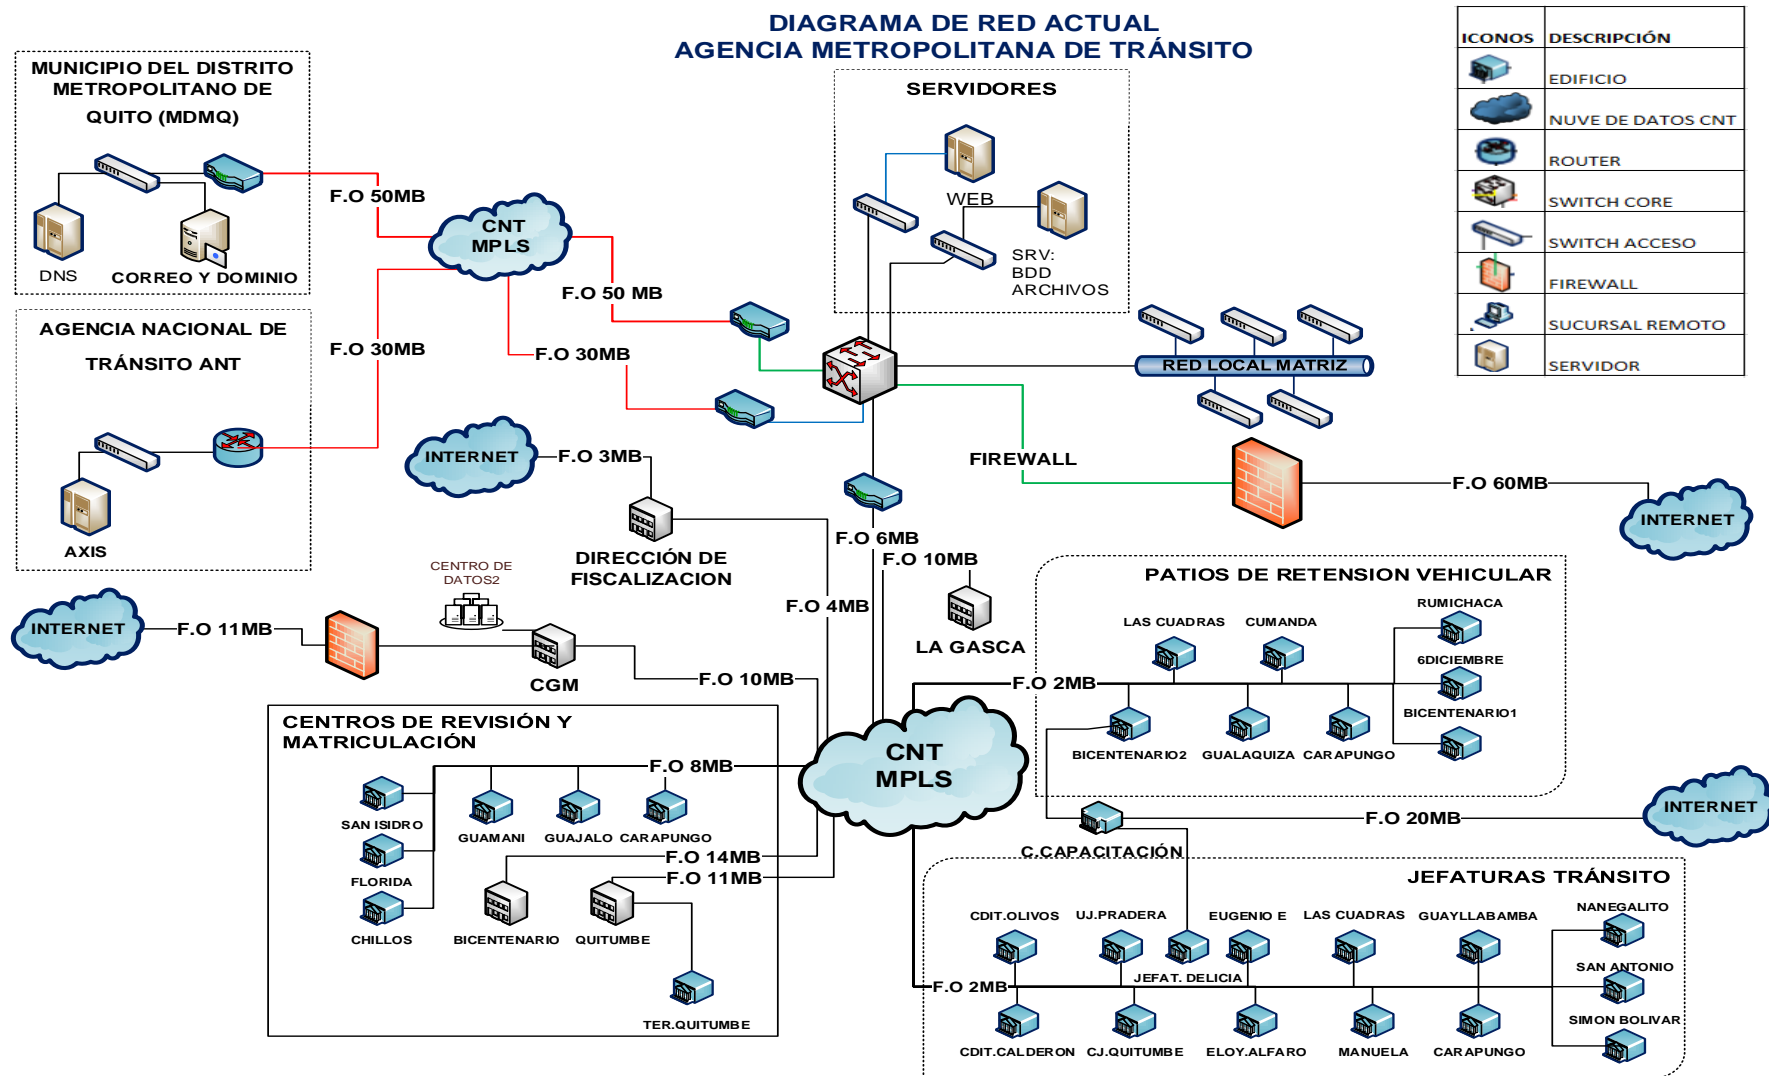 DIAGRAMA DE RED ACTUAL
AGENCIA METROPOLITANA DE TRÁNSITO
ICONOS DESCRIPCIÓN
EDIFICIO
NUVE DE DATOS CNT
ROUTER
SWITCH CORE
SWITCH ACCESO
FIREWALL
SUCURSAL REMOTO
SERVIDOR
MUNICIPIO DEL DISTRITO
METROPOLITANO DE
QUITO (MDMQ)
DNS
CORREO Y DOMINIO
F.O 50MB
CNT
MPLS
SERVIDORES
WEB
SRV:
BDD
ARCHIVOS
F.O 50 MB
AGENCIA NACIONAL DE
TRÁNSITO ANT
AXIS
F.O 30MB
F.O 30MB
RED LOCAL MATRIZ
INTERNET
F.O 3MB
DIRECCIÓN DE
FISCALIZACION
FIREWALL
F.O 60MB
INTERNET
F.O 6MB
F.O 10MB
F.O 4MB
LA GASCA
CENTRO DE
DATOS2
INTERNET
F.O 11MB
CGM
F.O 10MB
PATIOS DE RETENSION VEHICULAR
RUMICHACA
LAS CUADRAS
CUMANDA
6DICIEMBRE
F.O 2MB
BICENTENARIO1
BICENTENARIO2
GUALAQUIZA
CARAPUNGO
CENTROS DE REVISIÓN Y
MATRICULACIÓN
CNT
MPLS
F.O 8MB
SAN ISIDRO
GUAMANI
GUAJALO
CARAPUNGO
F.O 14MB
F.O 11MB
FLORIDA
CHILLOS
BICENTENARIO
QUITUMBE
TER.QUITUMBE
INTERNET
F.O 20MB
C.CAPACITACIÓN
JEFATURAS TRÁNSITO
CDIT.OLIVOS
UJ.PRADERA
EUGENIO E
LAS CUADRAS
GUAYLLABAMBA
NANEGALITO
JEFAT. DELICIA
SAN ANTONIO
F.O 2MB
SIMON BOLIVAR
CDIT.CALDERON
CJ.QUITUMBE
ELOY.ALFARO
MANUELA
CARAPUNGO